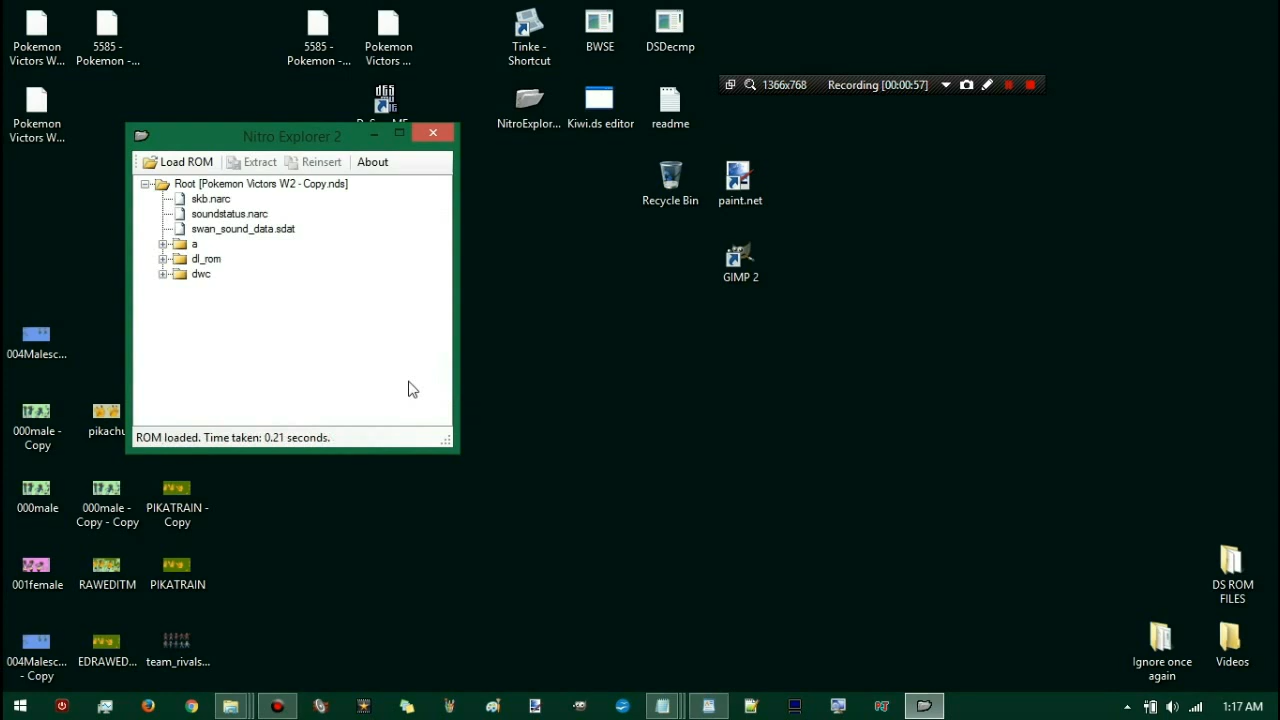 Pokemon
Victors W...
5585 -
Pokemon -...
5585 -
Pokemon -...
Pokemon
Victors ...
Tinke -
Shortcut
BWSE
DSDecmp
1366x768
Recording [00:00:57]
Pokemon
Victors W...
NitroExplor...
Kiwi.ds editor
readme
Nitro Explorer 2
Load ROM
Extract
Reinsert
About
Root [Pokemon Victors W2 - Copy.nds]
skb.narc
soundstatus.narc
swan_sound_data.sdat
a
dl_rom
dwc
ROM loaded. Time taken: 0.21 seconds.
Recycle Bin
paint.net
GIMP 2
004Malesc...
000male -
Copy
pikachu
000male
000male -
Copy - Copy
PIKATRAIN -
Copy
001female
RAWEDITM
PIKATRAIN
004Malesc...
- Copy
EDRAWED...
team_rivals...
DS ROM
FILES
Ignore once
again
Videos
1:17 AM